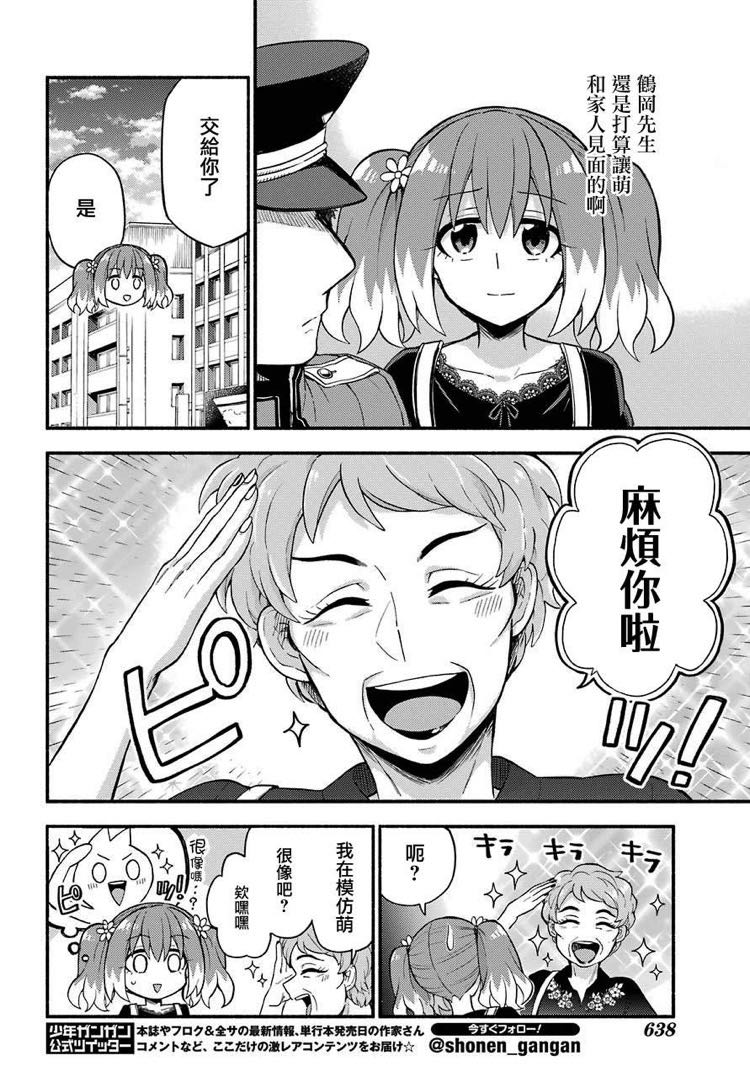 鶴岡先生
還是打算讓萌
和家人見面的啊
交給你了
是
麻煩你啦
ピッ!
キラ
キラ
キラ
呃?
我在模仿萌
很像吧?
欸嘿嘿
很像嗎..?
ピッ!
少年ガンガン
公式ツイッター
本誌やフロク&全サの最新情報、単行本発売日の作家さん
コメントなど、ここだけの激レアコンテンツをお届け☆
今すぐフォロー!
@shonen_gangan
638